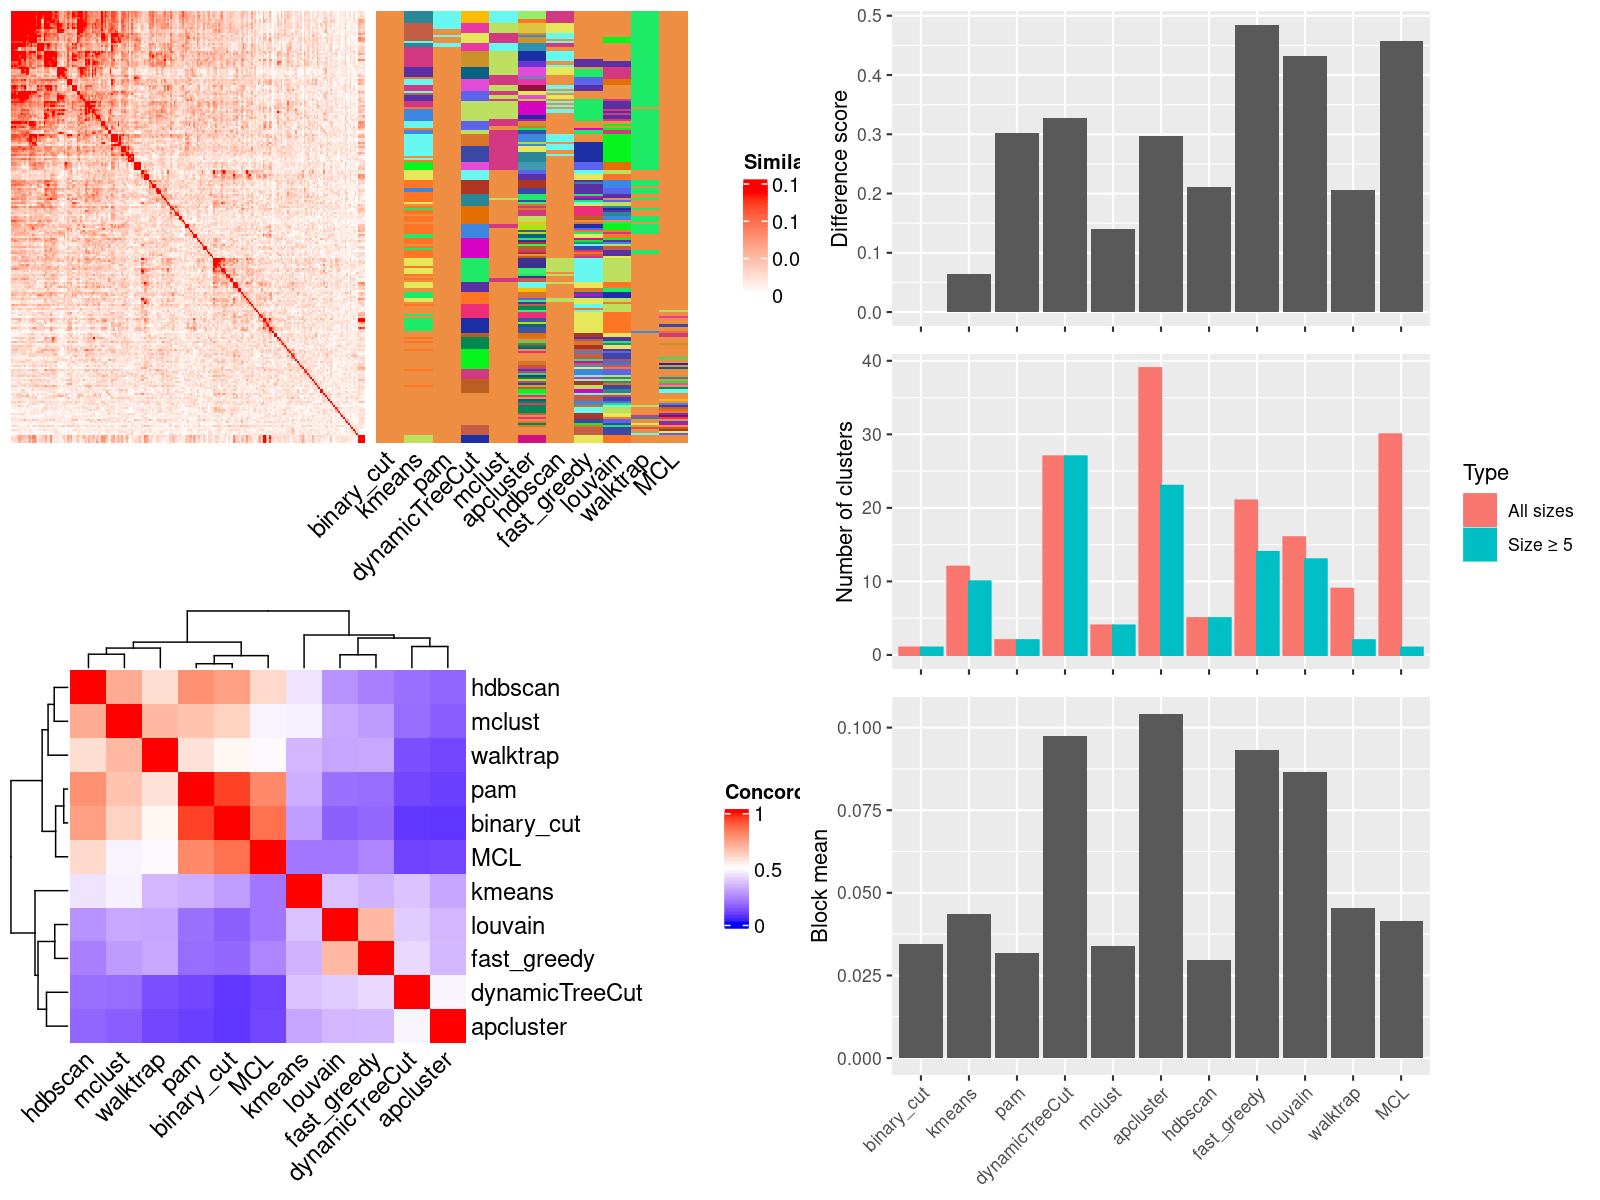 Simila
0.1
0.1
0.0
0
binary_cut
kmeans
pam
dynamicTreeCut
mclust
apcluster
hdbscan
fast_greedy
louvain
walktrap
MCL
hdbscan
mclust
walktrap
pam
binary_cut
MCL
kmeans
louvain
fast_greedy
dynamicTreeCut
apcluster
hdbscan
mclust
walktrap
pam
binary_cut
MCL
kmeans
louvain
fast_greedy
dynamicTreeCut
apcluster
Concord
1
0.5
0
Difference score
0.5
0.4
0.3
0.2
0.1
0.0
Number of clusters
40
30
20
10
0
Type
All sizes
Size ≥ 5
Block mean
0.100
0.075
0.050
0.025
0.000
binary_cut
kmeans
pam
dynamicTreeCut
mclust
apcluster
hdbscan
fast_greedy
louvain
walktrap
MCL